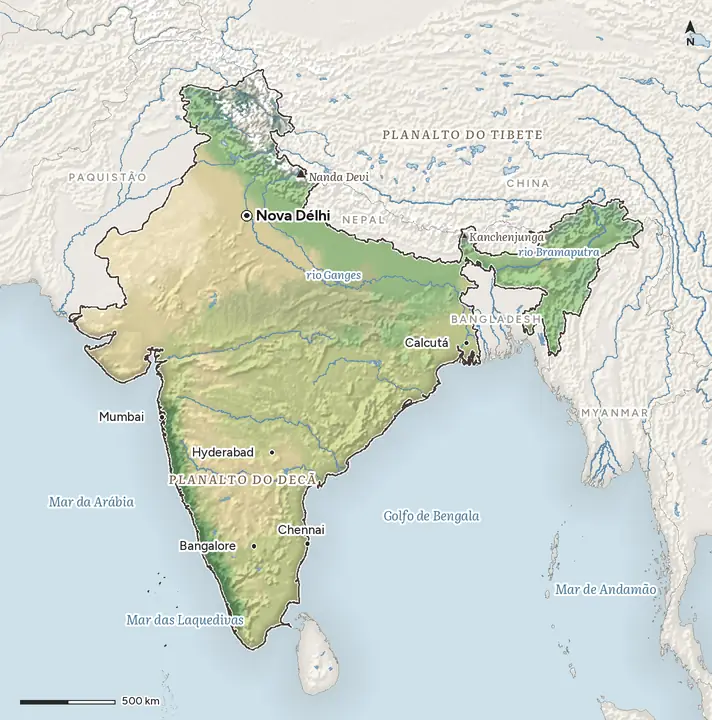 N
PLANALTO DO TIBETE
PAQUISTÃO
Nanda Devi
CHINA
Nova Délhi
NEPAL
Kanchenjunga
rio Bramaputra
rio Ganges
BANGLADESH
Calcutá
MYANMAR
Mumbai
Hyderabad
PLANALTO DO DECÃ
Mar da Arábia
Golfo de Bengala
Chennai
Bangalore
Mar de Andamão
Mar das Laquedivas
500 km